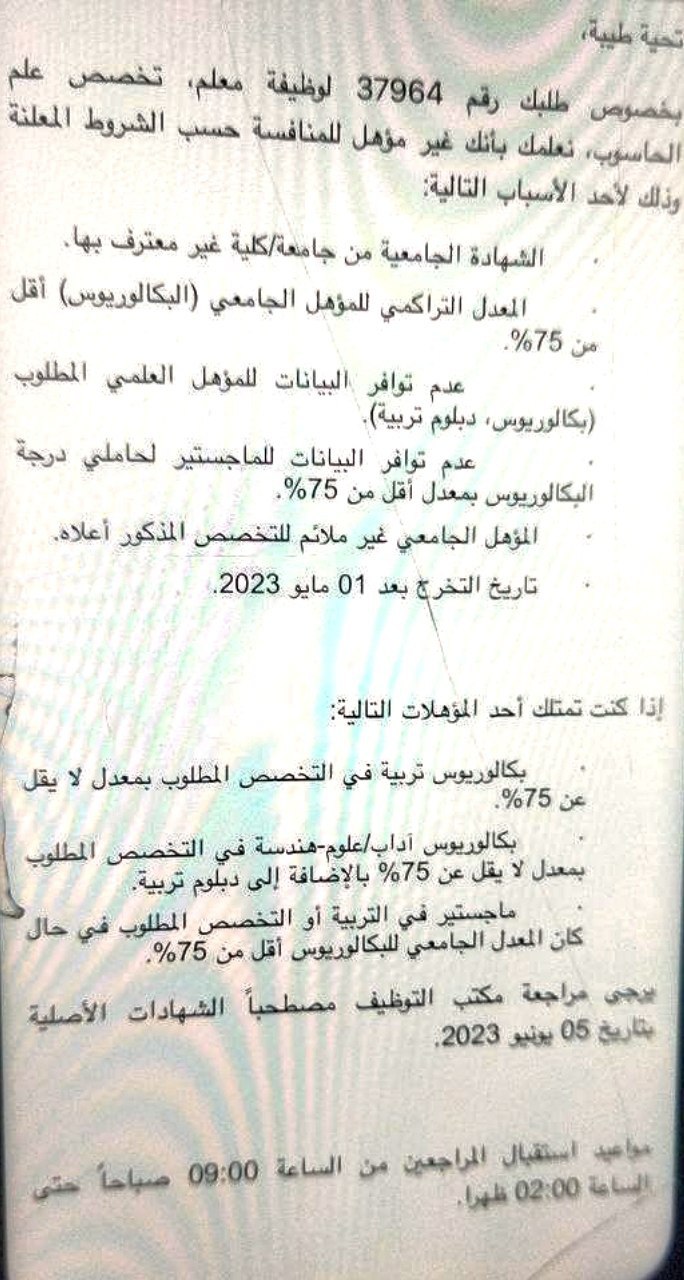 تحية طيبة،
بخصوص طلبك رقم 37964 لوظيفة معلم، تخصص علم
الحاسوب، نعلمك بأنك غير مؤهل للمنافسة حسب الشروط المعلنة
وذلك لأحد الأسباب التالية:
· الشهادة الجامعية من جامعة/كلية غير معترف بها.
· المعدل التراكمي للمؤهل الجامعي (البكالوريوس) أقل
من 75%.
· عدم توافر البيانات للمؤهل العلمي المطلوب
(بكالوريوس، دبلوم تربية).
· عدم توافر البيانات للماجستير لحاملي درجة
البكالوريوس بمعدل أقل من 75%.
· المؤهل الجامعي غير ملائم للتخصص المذكور أعلاه.
· تاريخ التخرج بعد 01 مايو 2023.
إذا كنت تمتلك أحد المؤهلات التالية:
· بكالوريوس تربية في التخصص المطلوب بمعدل لا يقل
عن 75%.
· بكالوريوس آداب/علوم-هندسة في التخصص المطلوب
بمعدل لا يقل عن 75% بالإضافة إلى دبلوم تربية.
· ماجستير في التربية أو التخصص المطلوب في حال
كان المعدل الجامعي للبكالوريوس أقل من 75%.
يرجى مراجعة مكتب التوظيف مصطحباً الشهادات الأصلية
بتاريخ 05 يونيو 2023.
مواعيد استقبال المراجعين من الساعة 09:00 صباحاً حتى
الساعة 02:00 ظهرا.